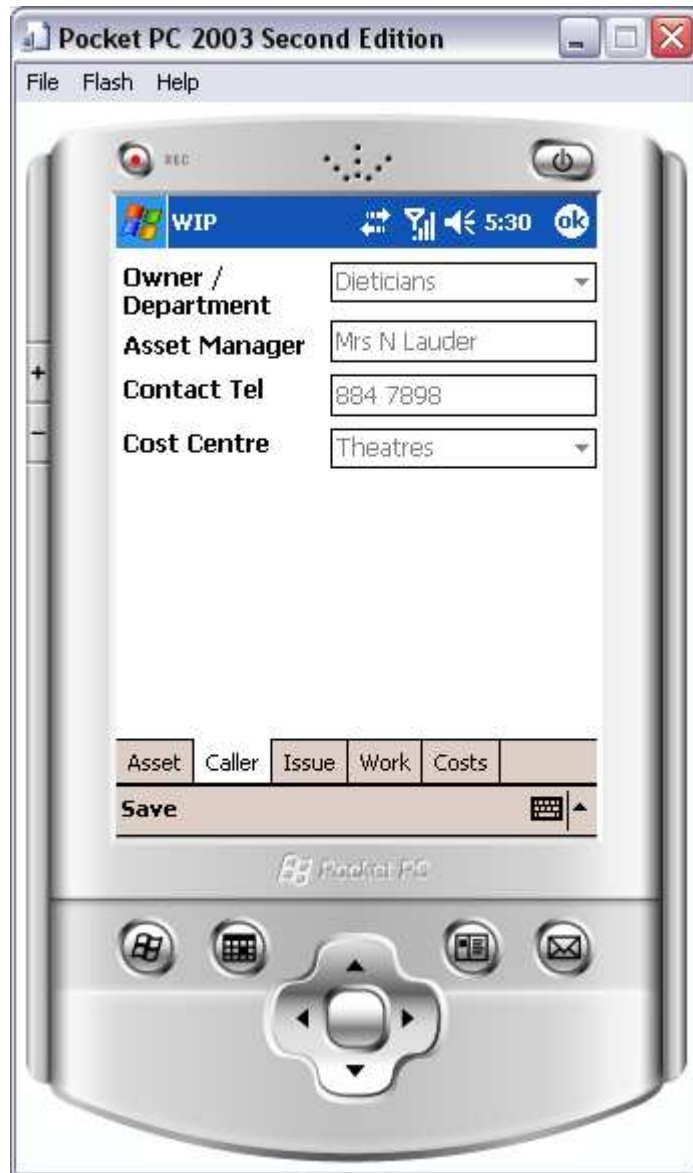 Pocket PC 2003 Second Edition
File Flash Help
REC
WIP 5:30 ok
Owner / Department Dieticians
Asset Manager Mrs N Lauder
Contact Tel 884 7898
Cost Centre Theatres
Asset Caller Issue Work Costs
Save
Pocket PC